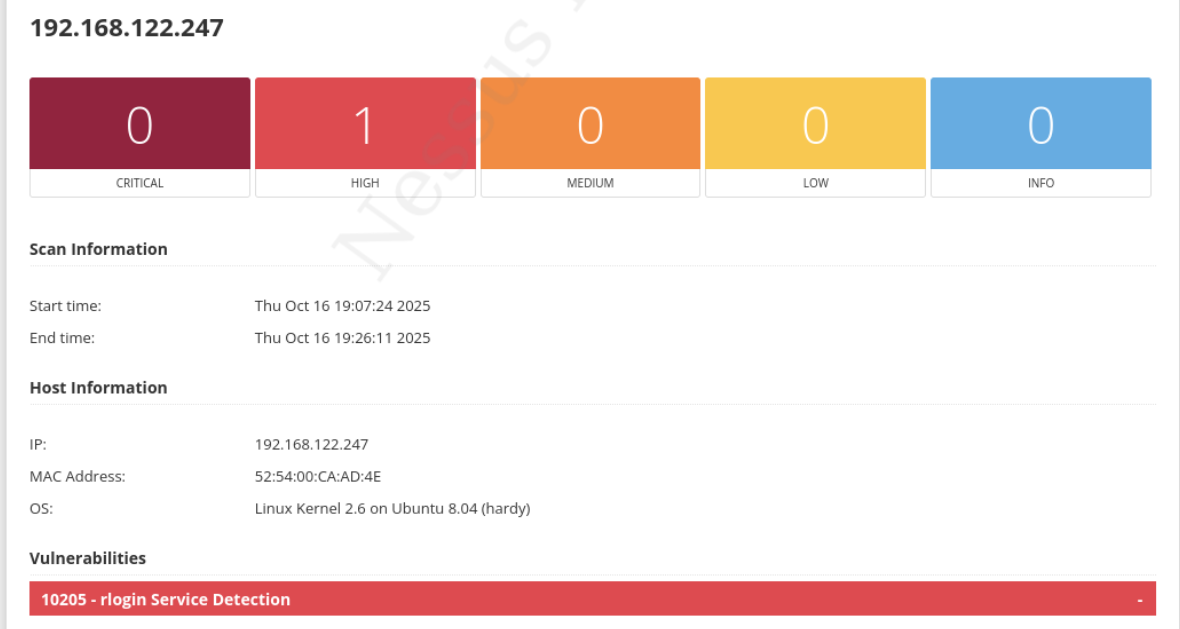 192.168.122.247
0 1 0 0 0
CRITICAL HIGH MEDIUM LOW INFO
Nessus
Scan Information
Start time: Thu Oct 16 19:07:24 2025
End time: Thu Oct 16 19:26:11 2025
Host Information
IP: 192.168.122.247
MAC Address: 52:54:00:CA:AD:4E
OS: Linux Kernel 2.6 on Ubuntu 8.04 (hardy)
Vulnerabilities
10205 - rlogin Service Detection -